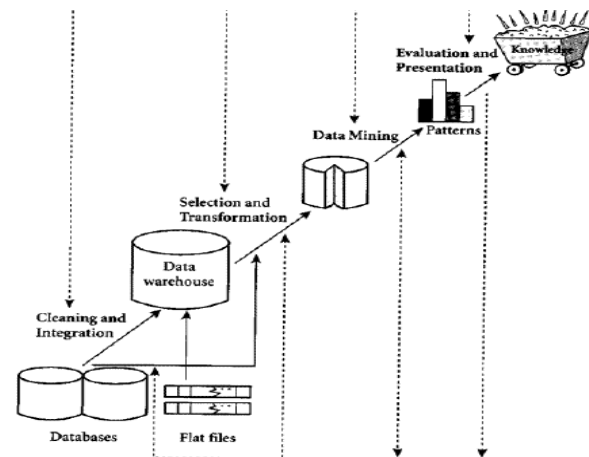 Evaluation and
Presentation
Knowledge
Data Mining
Patterns
Selection and
Transformation
Data
warehouse
Cleaning and
Integration
Databases
Flat files